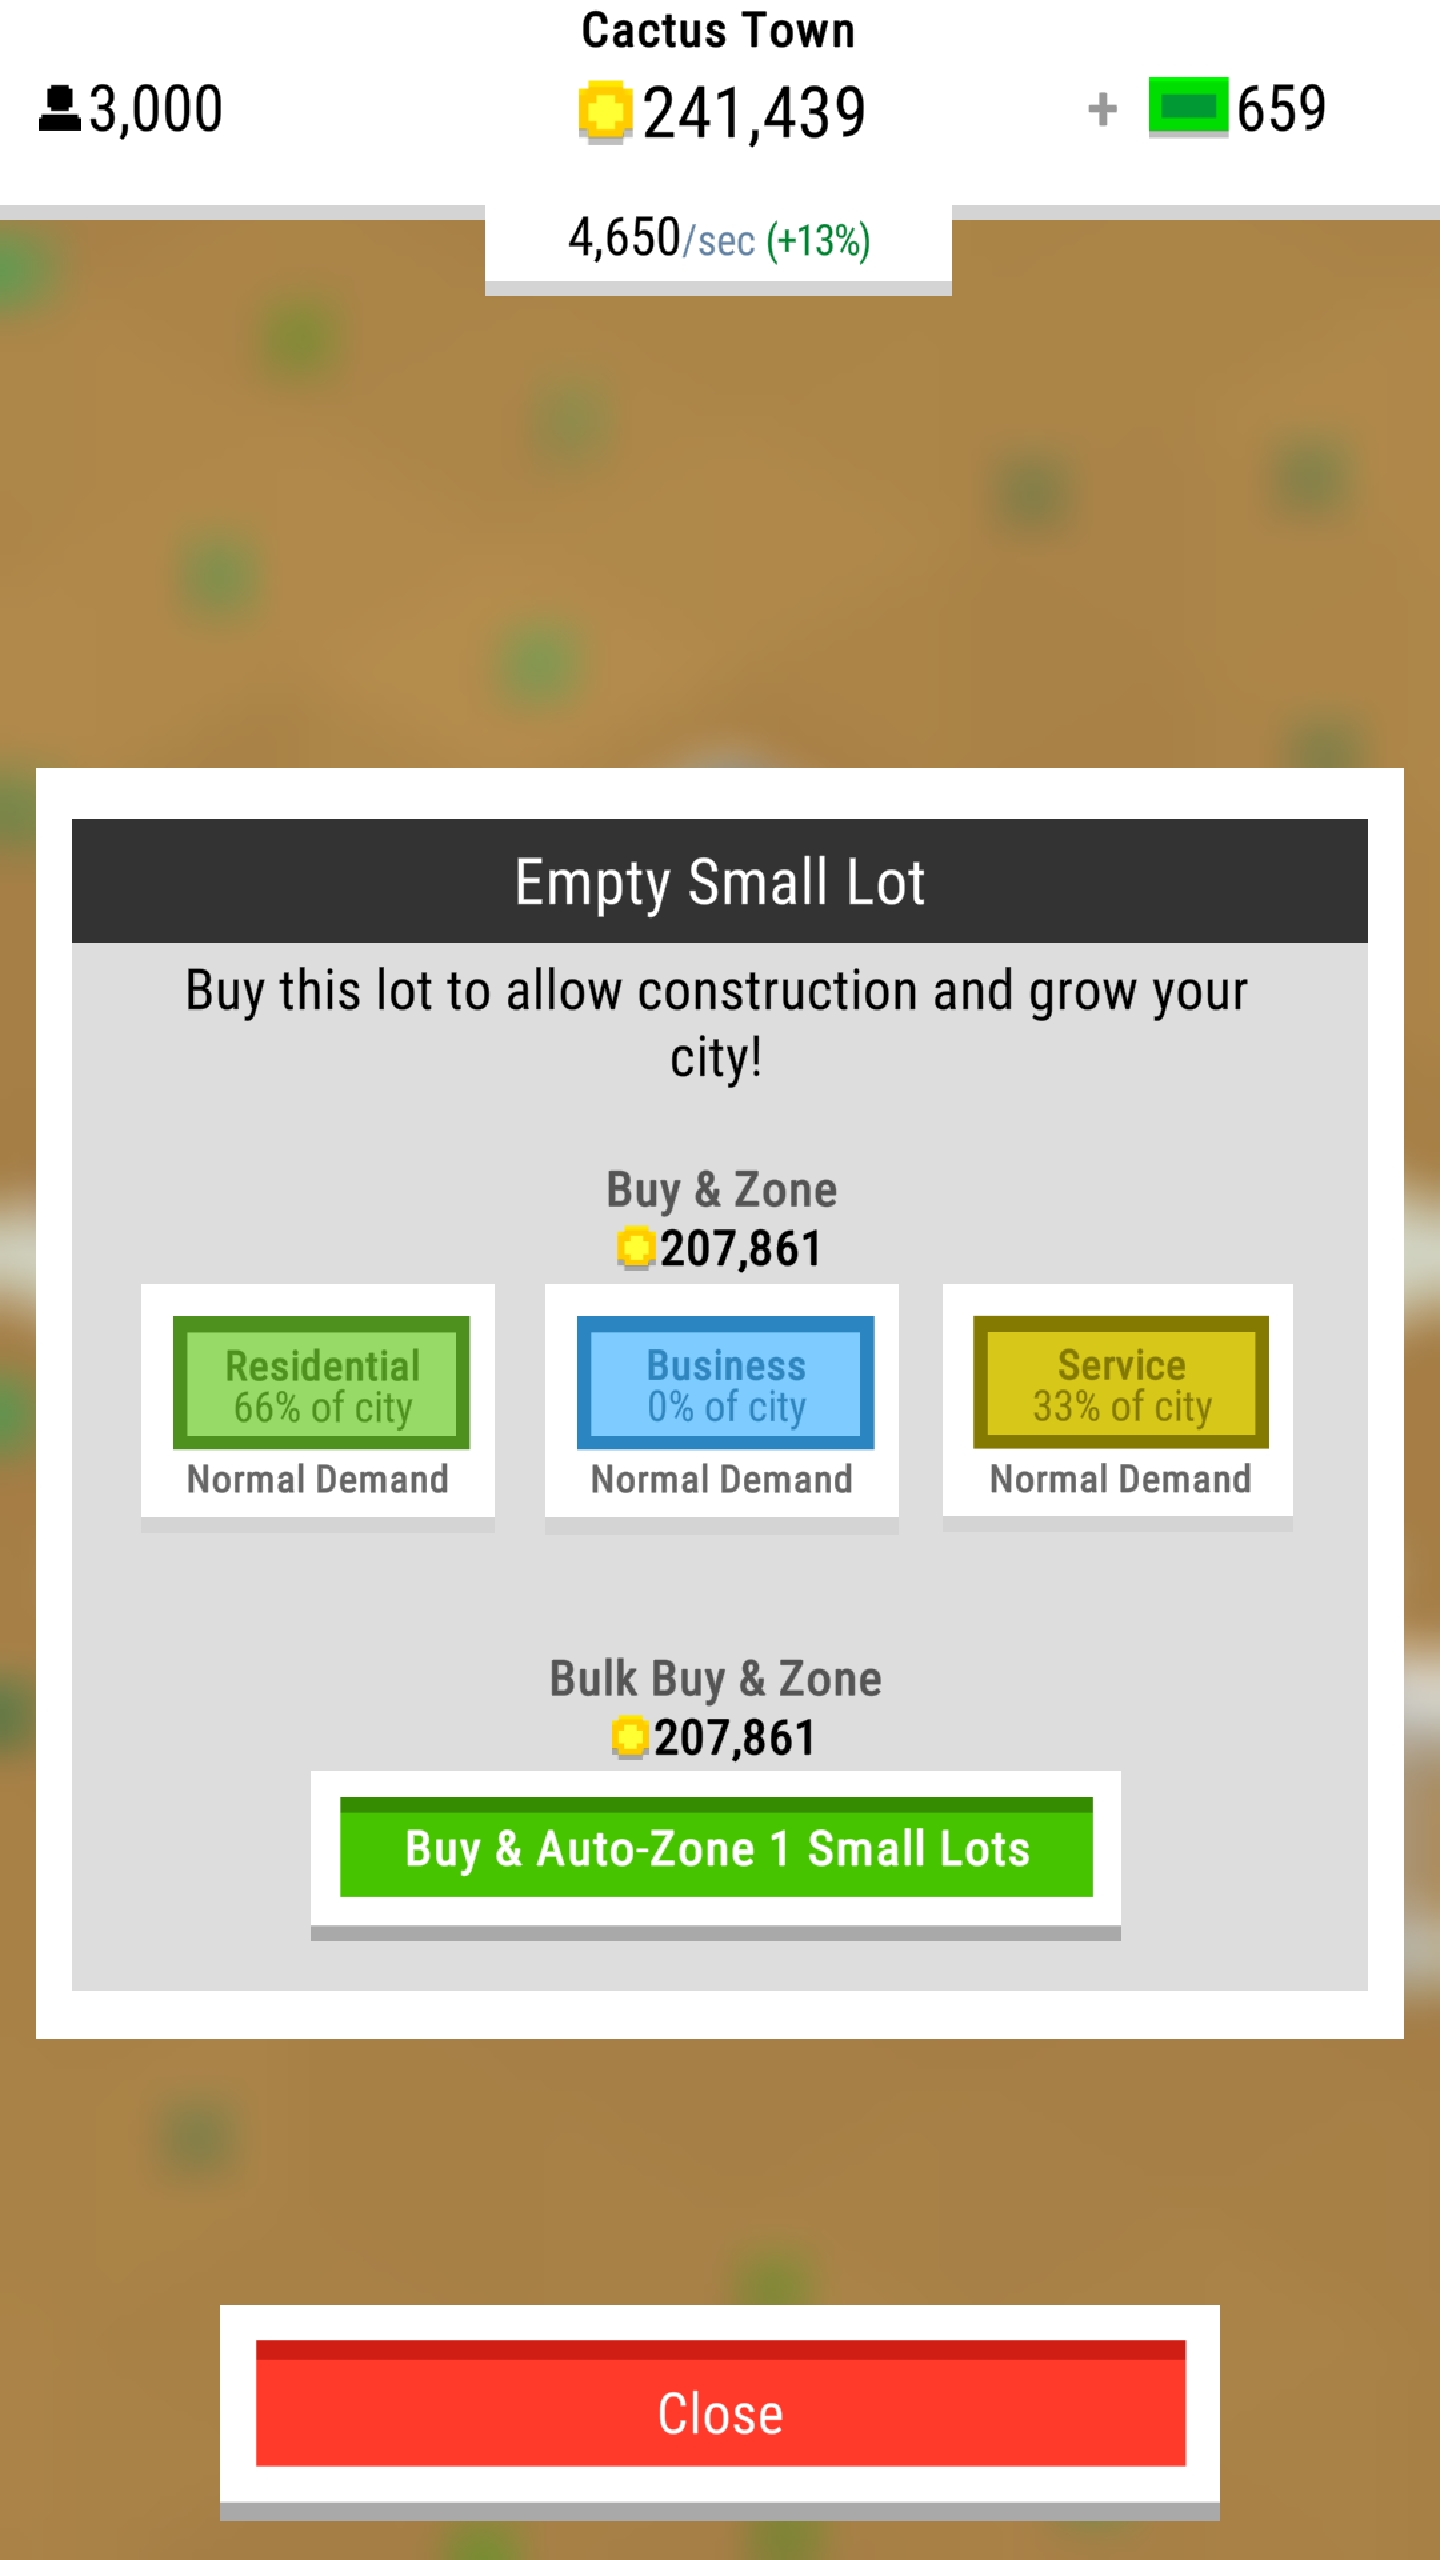 Cactus Town
3,000
241,439
+ 659
4,650/sec (+13%)
Empty Small Lot
Buy this lot to allow construction and grow your
city!
Buy & Zone
207,861
Residential
66% of city
Normal Demand
Business
0% of city
Normal Demand
Service
33% of city
Normal Demand
Bulk Buy & Zone
207,861
Buy & Auto-Zone 1 Small Lots
Close